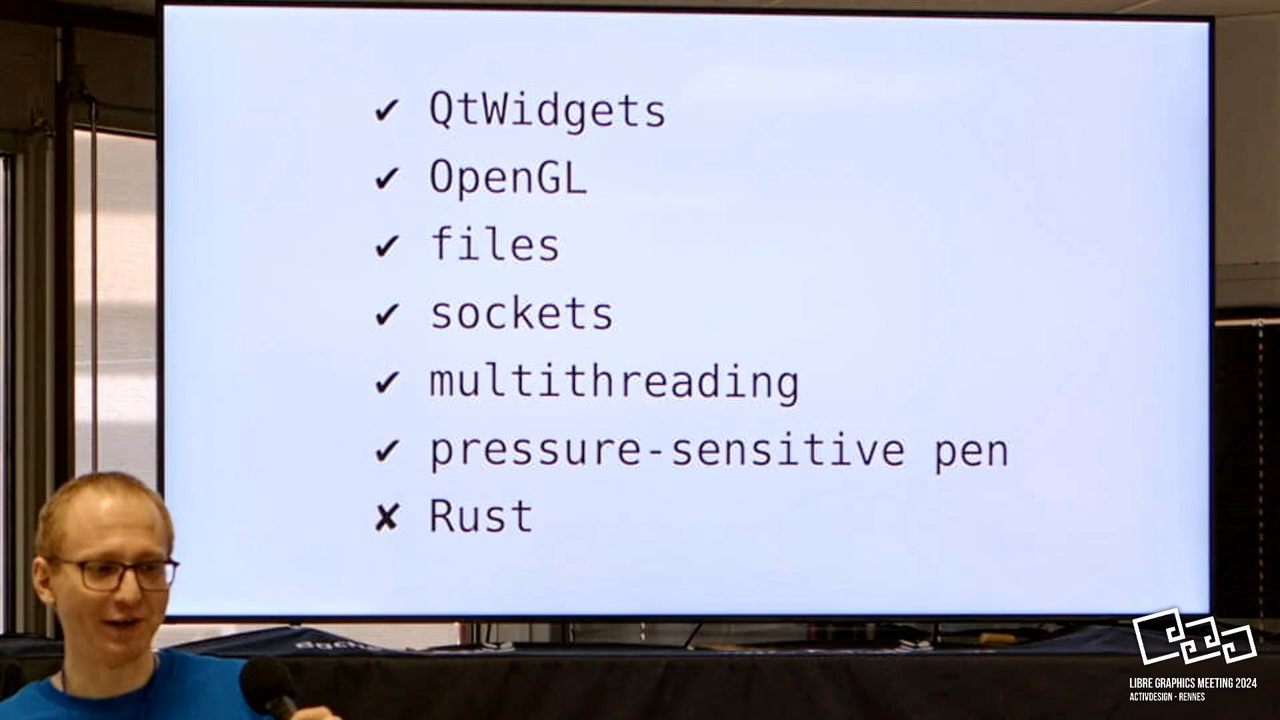 ✔ QtWidgets
✔ OpenGL
✔ files
✔ sockets
✔ multithreading
✔ pressure-sensitive pen
✘ Rust
LIBRE GRAPHICS MEETING 2024
ACTIVDESIGN - RENNES